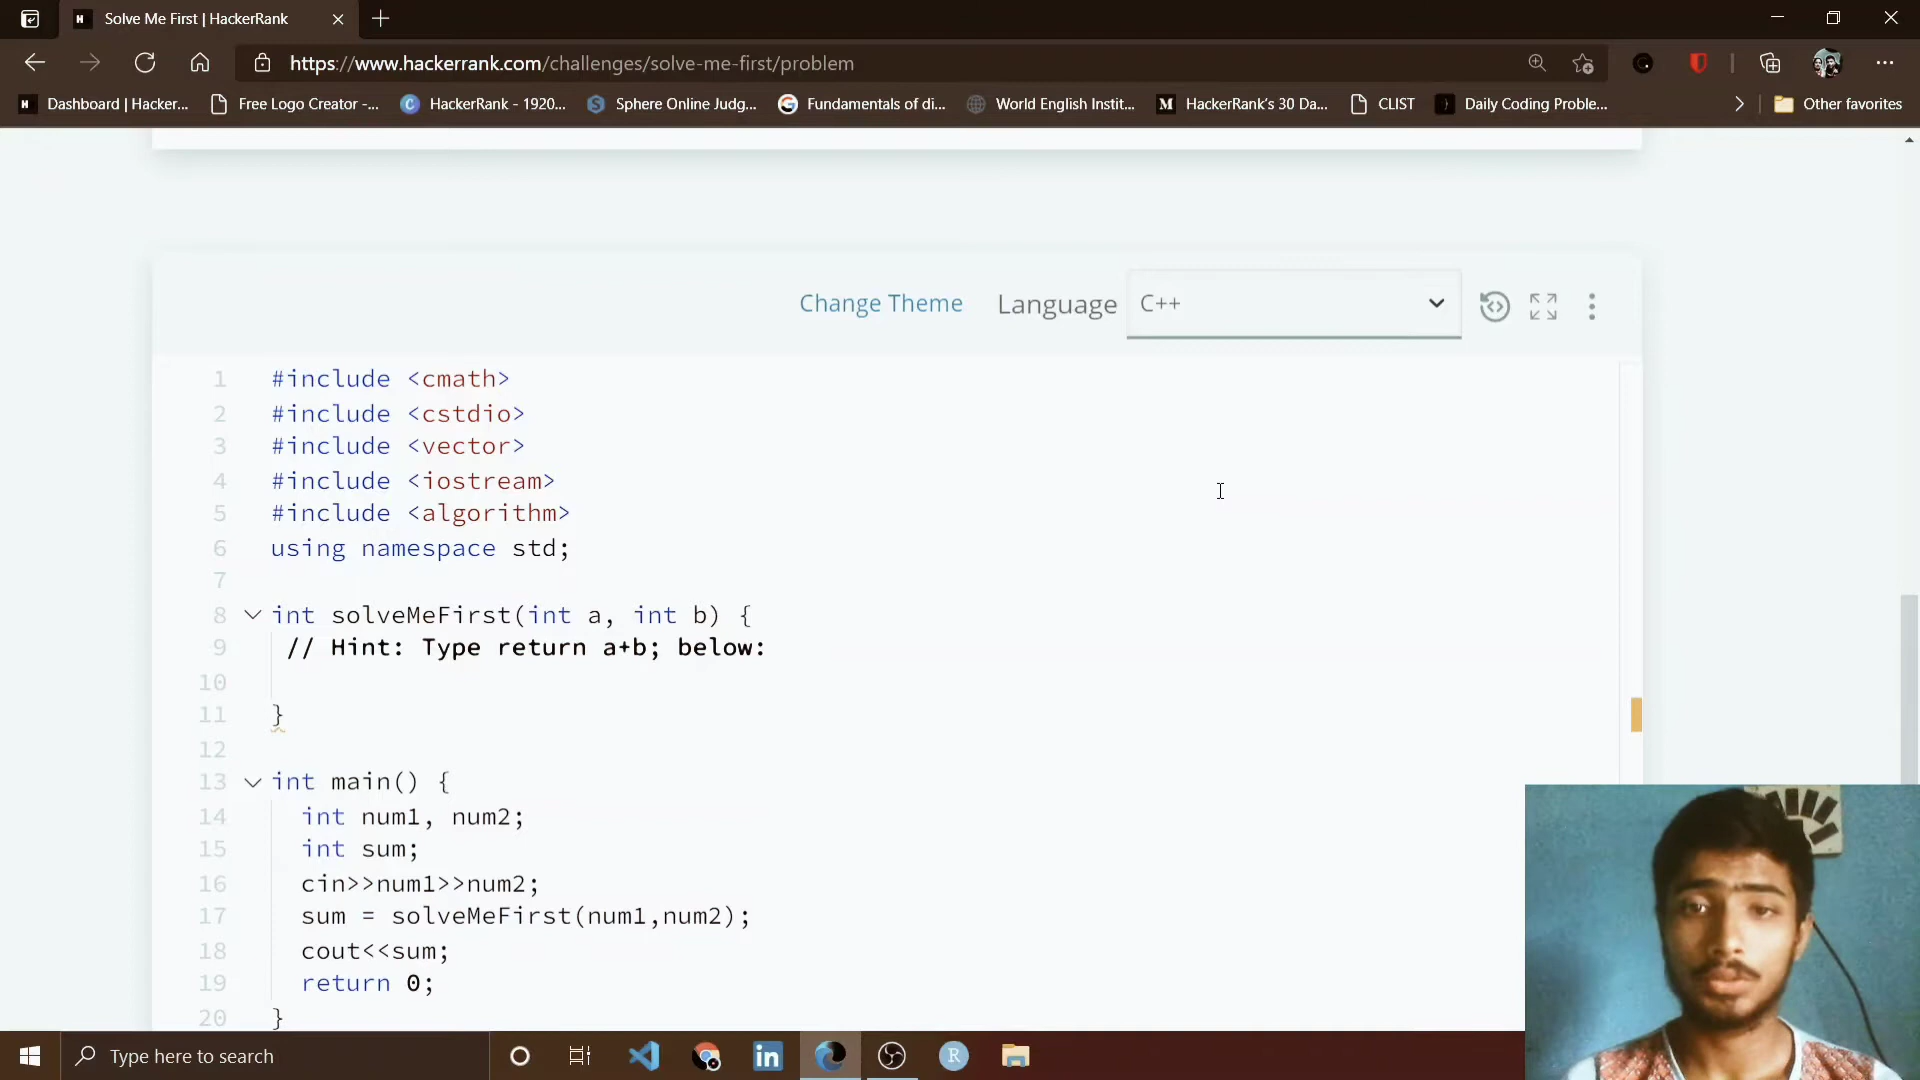 Solve Me First | HackerRank
https://www.hackerrank.com/challenges/solve-me-first/problem
Dashboard | Hacker... Free Logo Creator -... HackerRank - 1920... Sphere Online Judg... Fundamentals of di... World English Instit... HackerRank's 30 Da... CLIST Daily Coding Proble... Other favorites
Change Theme Language C++
1 #include <cmath>
2 #include <cstdio>
3 #include <vector>
4 #include <iostream>
5 #include <algorithm>
6 using namespace std;
7
8 int solveMeFirst(int a, int b) {
9 // Hint: Type return a+b; below:
10
11 }
12
13 int main() {
14 int num1, num2;
15 int sum;
16 cin>>num1>>num2;
17 sum = solveMeFirst(num1,num2);
18 cout<<sum;
19 return 0;
20 }
Type here to search